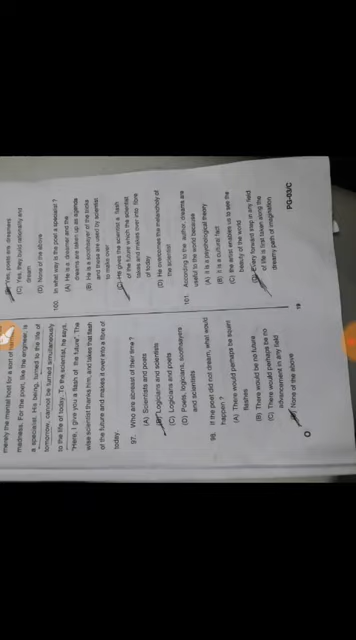 merely the mental host for a sort of
madness. For the poet, like the engineer, is
a specialist. His being, tuned to the life of
tomorrow, cannot be turned simultaneously
to the life of today. To the scientist, he says,
"Here, I give you a flash of the future". The
wise scientist thanks him, and takes that flash
of the future and makes it over into a fibre of
today.
97. Who are abreast of their time ?
(A) Scientists and poets
Logicians and scientists
(C) Logicians and poets
(D) Poets, logicians, soothsayers
and scientists
98. If the poet did not dream, what would
happen ?
(A) There would perhaps be spare
flashes
(B) There would be no future
(C) There would perhaps be no
advancement in any field
None of the above
Yes, poets are dreamers
(C) Yes, they build rationality and
dream
(D) None of the above
100. In what way is the poet a specialist ?
(A) He is a dreamer and the
dreams are taken up as agenda
(B) He is a soothsayer of the
and these are used by scientist
to makes over
(C) He gives the scientist a flash
of the future which the scientist
takes and makes over into fibre
of today
(D) He overcomes the melancholy of
the scientist
101. According to the author, dreams are
useful to the world because
(A) it is a psychological theory
(B) it is a cultural fact
(C) the artist enables us to see the
beauty of the world
Every forward step in any field
of life is first taken along the
dreamy path of imagination
19
PG-03/C